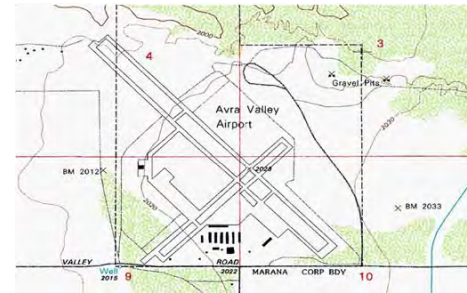 2000
4
3
Gravel Pits
Avra Valley
Airport
2030
BM 2012
2025
BM 2033
2020
VALLEY
Well
2015
9
ROAD
2022
MARANA CORP BDY
10